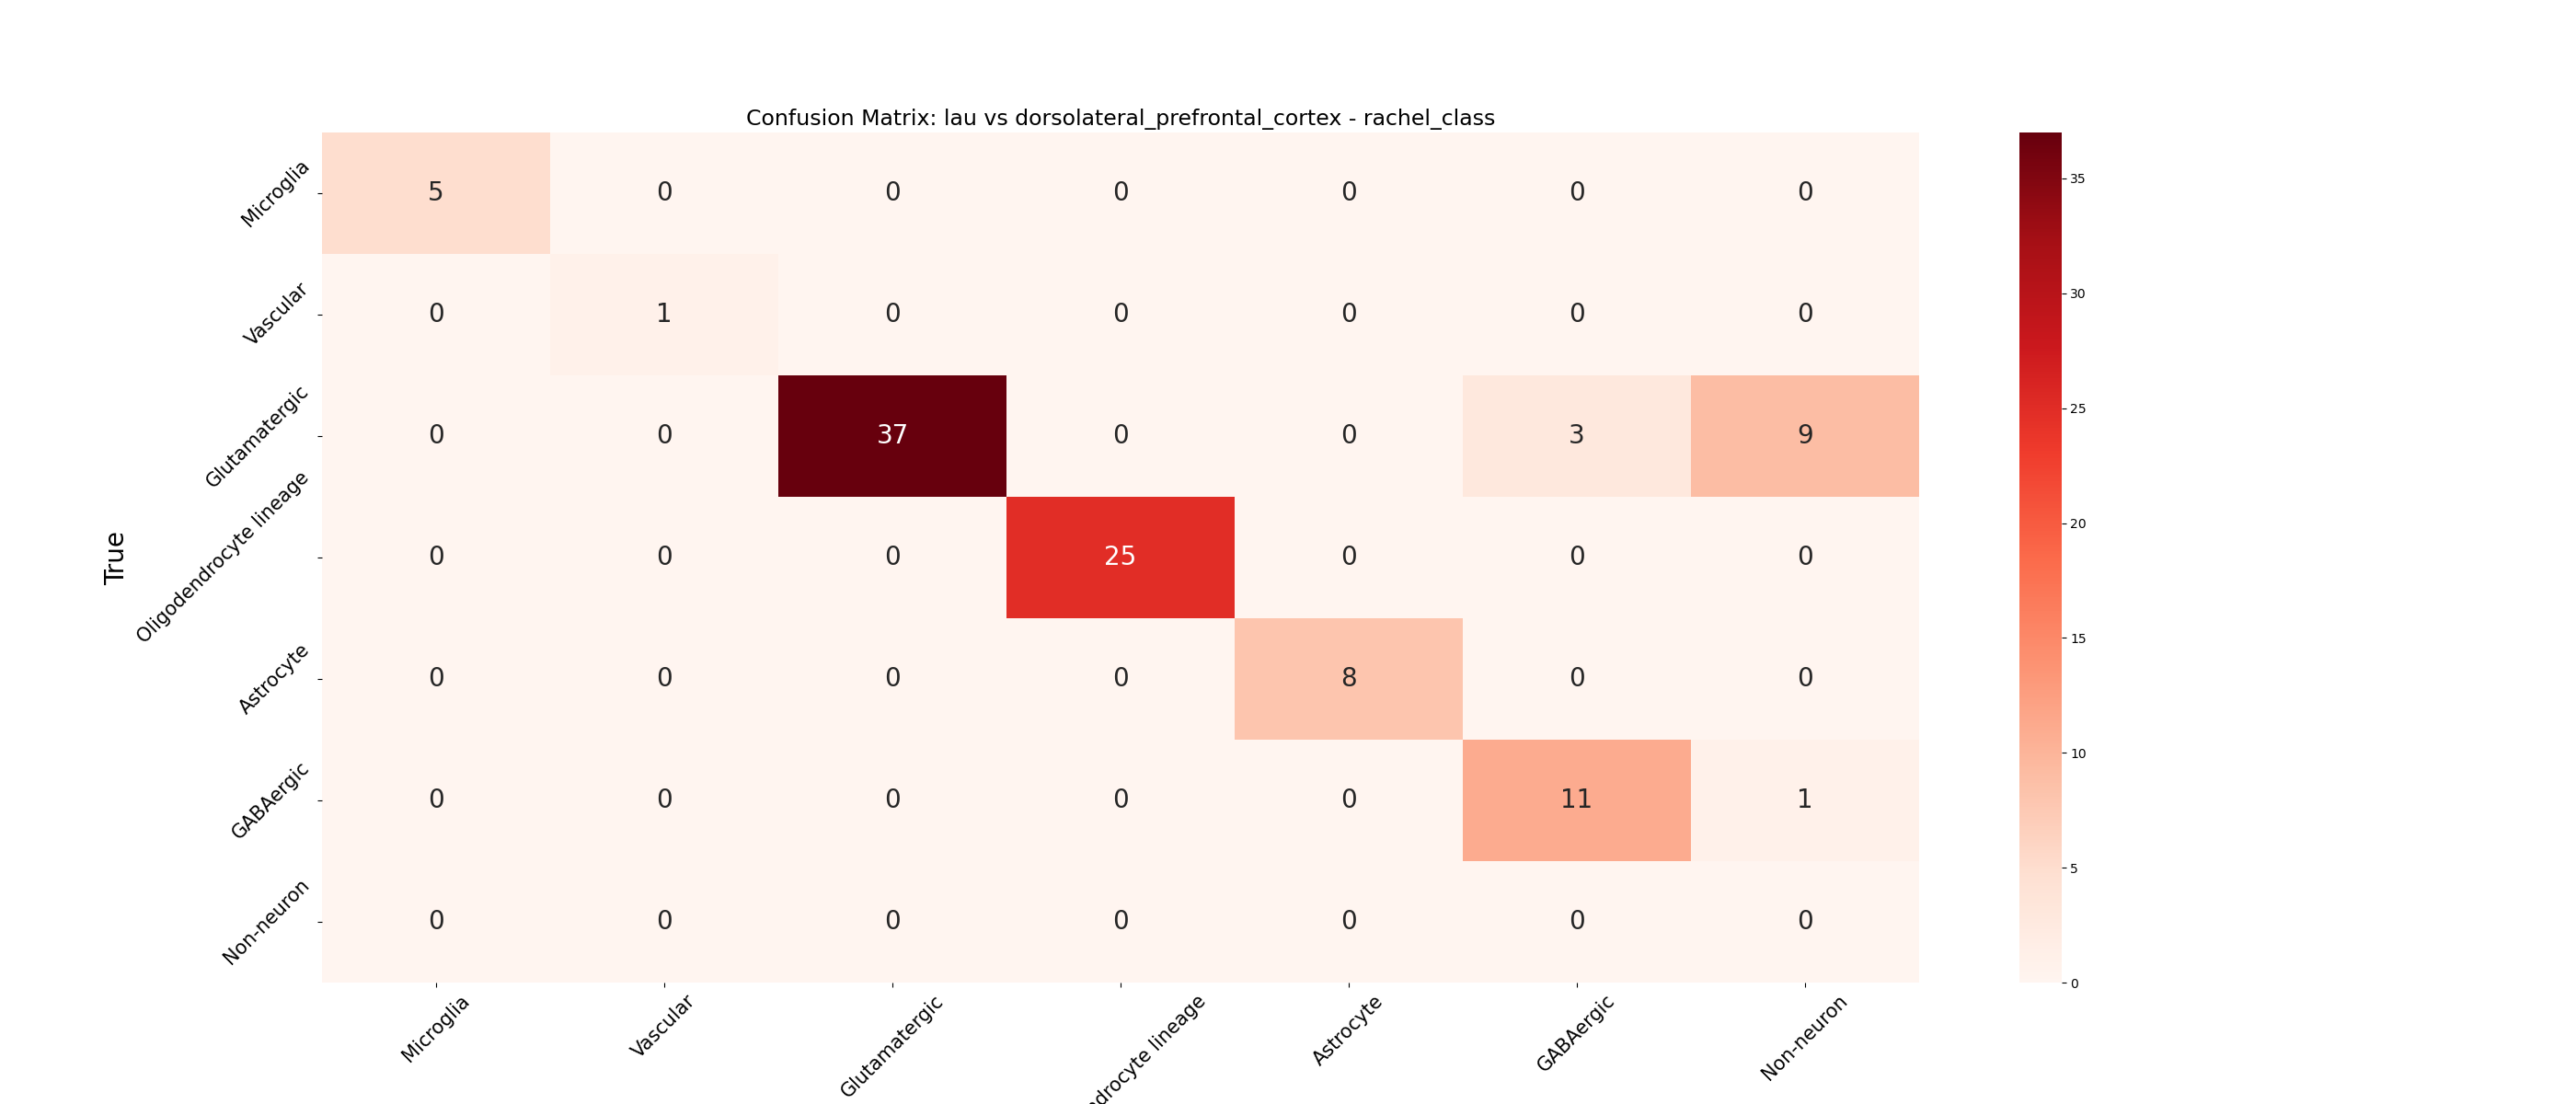 Confusion Matrix: lau vs dorsolateral_prefrontal_cortex - rachel_class
True
Microglia 5 0 0 0 0 0 0
Vascular 0 1 0 0 0 0 0
Glutamatergic 0 0 37 0 0 3 9
Oligodendrocyte lineage 0 0 0 25 0 0 0
Astrocyte 0 0 0 0 8 0 0
GABAergic 0 0 0 0 0 11 1
Non-neuron 0 0 0 0 0 0 0
Microglia Vascular Glutamatergic lineage Astrocyte GABAergic Non-neuron
35
30
25
20
15
10
5
0